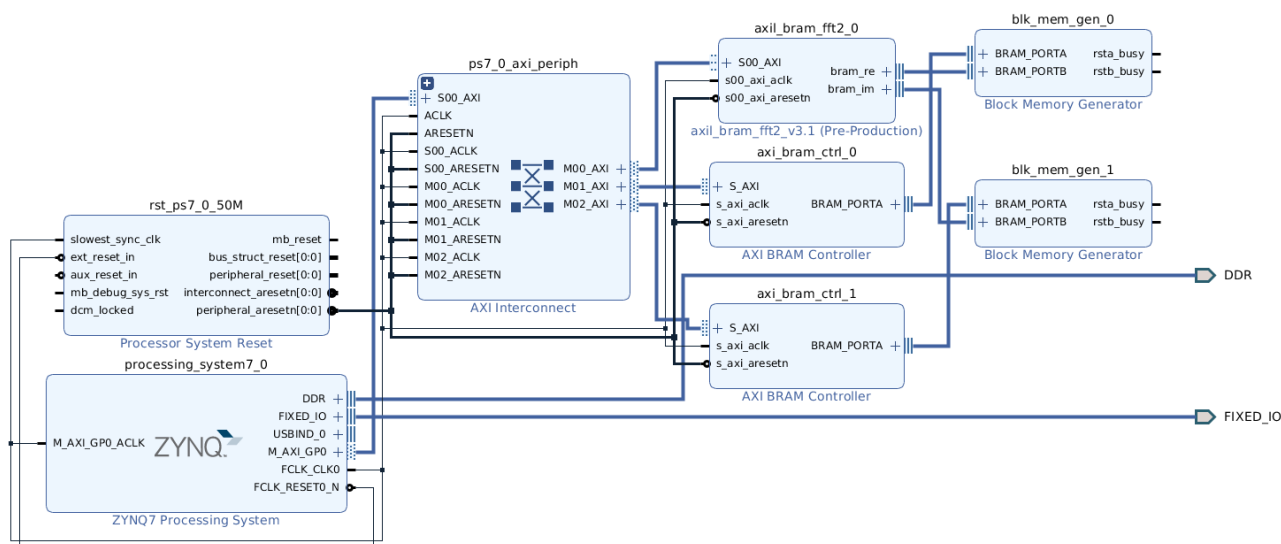 axil_bram_fft2_0
S00_AXI
s00_axi_aclk
s00_axi_aresetn
bram_re
bram_im
axil_bram_fft2_v3.1 (Pre-Production)
blk_mem_gen_0
BRAM_PORTA
BRAM_PORTB
rsta_busy
rstb_busy
Block Memory Generator
ps7_0_axi_periph
S00_AXI
ACLK
ARESETN
S00_ACLK
S00_ARESETN
M00_ACLK
M00_ARESETN
M01_ACLK
M01_ARESETN
M02_ACLK
M02_ARESETN
M00_AXI
M01_AXI
M02_AXI
AXI Interconnect
axi_bram_ctrl_0
S_AXI
s_axi_aclk
s_axi_aresetn
BRAM_PORTA
AXI BRAM Controller
blk_mem_gen_1
BRAM_PORTA
BRAM_PORTB
rsta_busy
rstb_busy
Block Memory Generator
rst_ps7_0_50M
slowest_sync_clk
ext_reset_in
aux_reset_in
mb_debug_sys_rst
dcm_locked
mb_reset
bus_struct_reset[0:0]
peripheral_reset[0:0]
interconnect_aresetn[0:0]
peripheral_aresetn[0:0]
Processor System Reset
axi_bram_ctrl_1
S_AXI
s_axi_aclk
s_axi_aresetn
BRAM_PORTA
AXI BRAM Controller
DDR
processing_system7_0
M_AXI_GP0_ACLK
ZYNQ
DDR
FIXED_IO
USBIND_0
M_AXI_GP0
FCLK_CLK0
FCLK_RESET0_N
ZYNQ7 Processing System
FIXED_IO